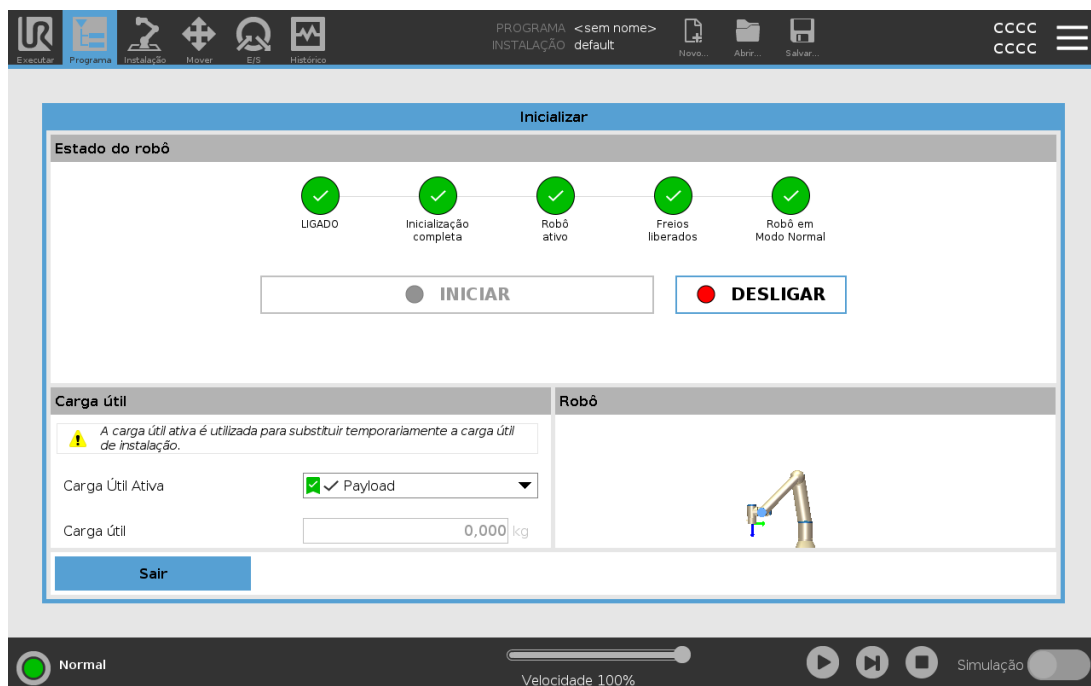 UR
PROGRAMA <sem nome>
INSTALAÇÃO default
CCCC
CCCC
Executar Programa Instalação Mover E/S Histórico Novo... Abrir... Salvar...
Inicializar
Estado do robô
LIGADO
Inicialização
completa
Robô
ativo
Freios
liberados
Robô em
Modo Normal
INICIAR
DESLIGAR
Carga útil
A carga útil ativa é utilizada para substituir temporariamente a carga útil
de instalação.
Carga Útil Ativa Payload
Carga útil 0,000 kg
Robô
Sair
Normal
Velocidade 100%
Simulação